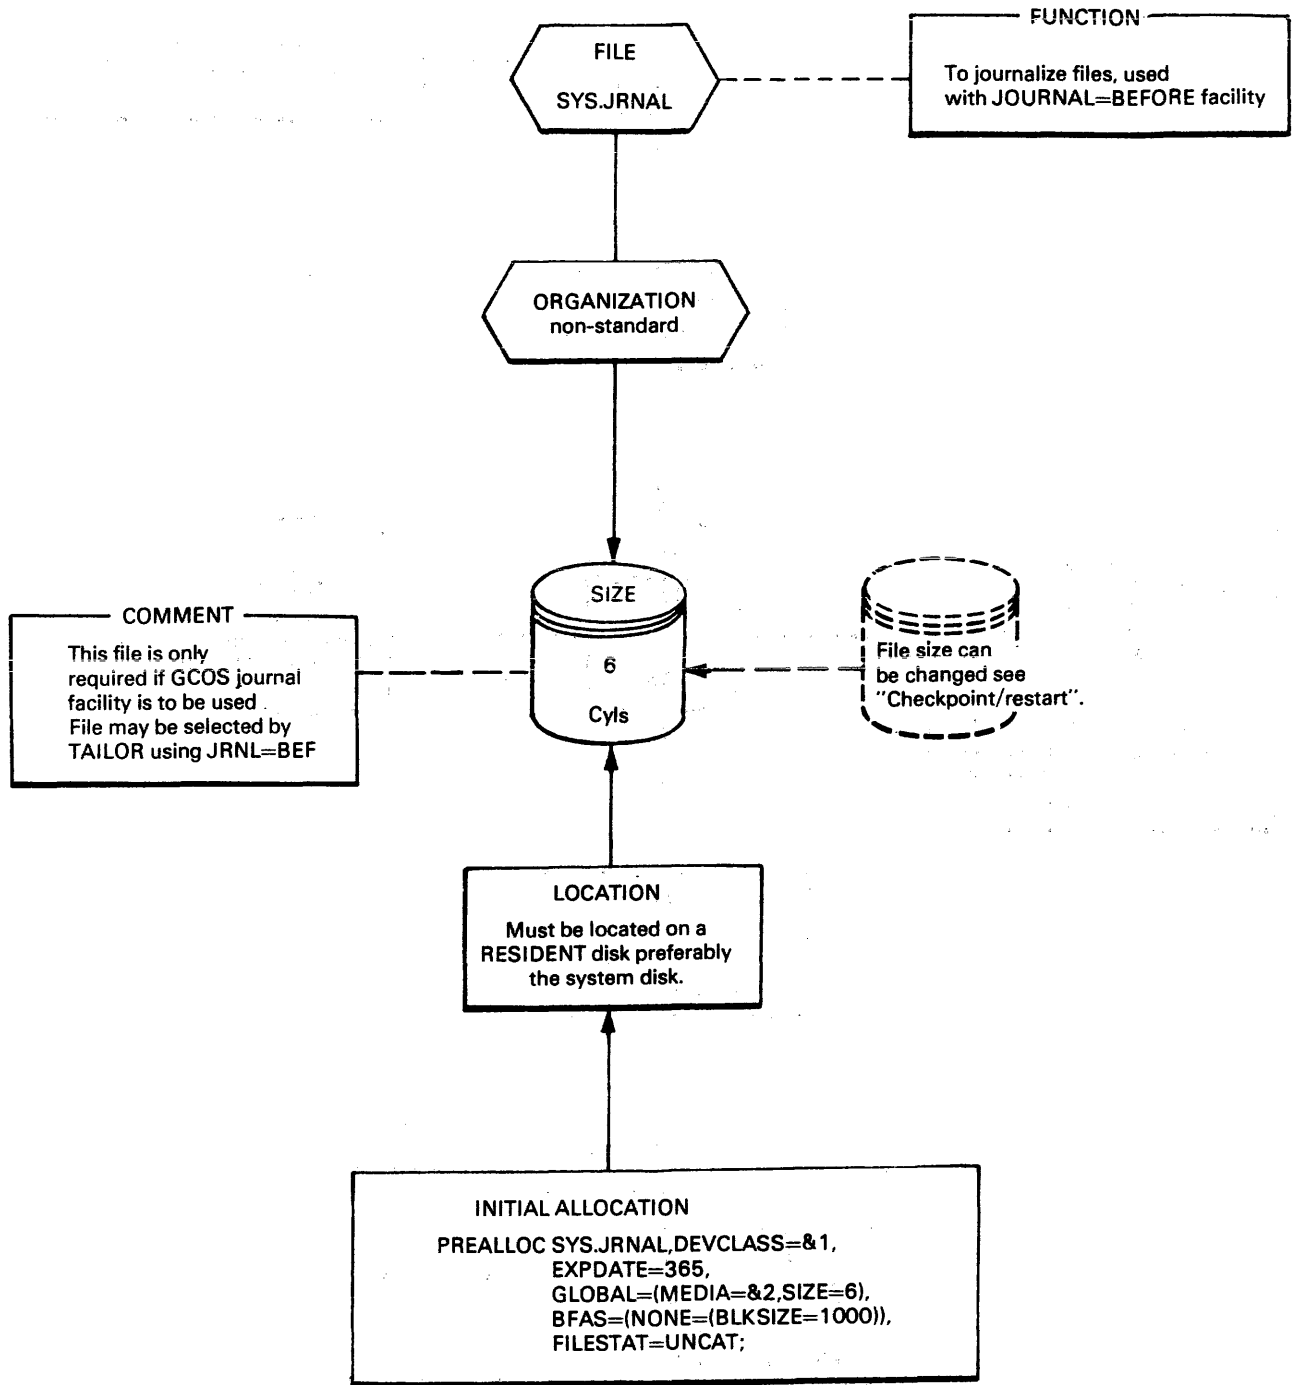 FILE
SYS.JRNAL
FUNCTION
To journalize files, used
with JOURNAL=BEFORE facility
ORGANIZATION
non-standard
SIZE
6
Cyls
COMMENT
This file is only
required if GCOS journal
facility is to be used
File may be selected by
TAILOR using JRNL=BEF
File size can
be changed see
"Checkpoint/restart".
LOCATION
Must be located on a
RESIDENT disk preferably
the system disk.
INITIAL ALLOCATION
PREALLOC SYS.JRNAL,DEVCLASS=&1,
EXPDATE=365,
GLOBAL=(MEDIA=&2,SIZE=6),
BFAS=(NONE=(BLKSIZE=1000)),
FILESTAT=UNCAT;